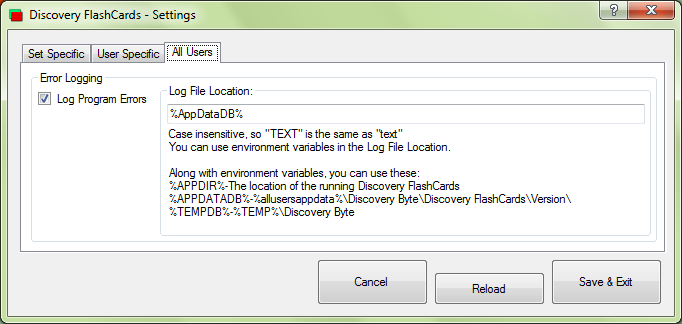 Discovery FlashCards - Settings
?
X
Set Specific
User Specific
All Users
Error Logging
Log Program Errors
Log File Location:
%AppDataDB%
Case insensitive, so "TEXT" is the same as "text"
You can use environment variables in the Log File Location.
Along with environment variables, you can use these:
%APPDIR%-The location of the running Discovery FlashCards
%APPDATADB%-%allusersappdata%\Discovery Byte\Discovery FlashCards\Version\
%TEMPDB%-%TEMP%\Discovery Byte
Cancel
Reload
Save & Exit